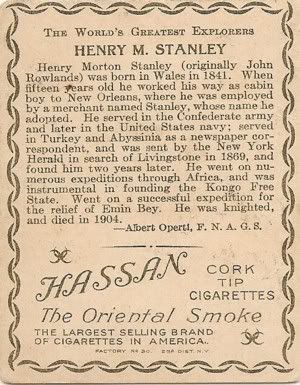 THE WORLD'S GREATEST EXPLORERS
HENRY M. STANLEY
Henry Morton Stanley (originally John
Rowlands) was born in Wales in 1841. When
fifteen years old he worked his way as cabin
boy to New Orleans, where he was employed
by a merchant named Stanley, whose name he
adopted. He served in the Confederate army
and later in the United States navy; served
in Turkey and Abyssinia as a newspaper cor-
respondent, and was sent by the New York
Herald in search of Livingstone in 1869, and
found him two years later. He went on nu-
merous expeditions through Africa, and was
instrumental in founding the Kongo Free
State. Went on a successful expedition for
the relief of Emin Bey. He was knighted,
and died in 1904.
—Albert Operti, F. N. A. G. S.
HASSAN
CORK
TIP
CIGARETTES
The Oriental Smoke
THE LARGEST SELLING BRAND
OF CIGARETTES IN AMERICA.
FACTORY No 30. 2ND DIST. N.Y.